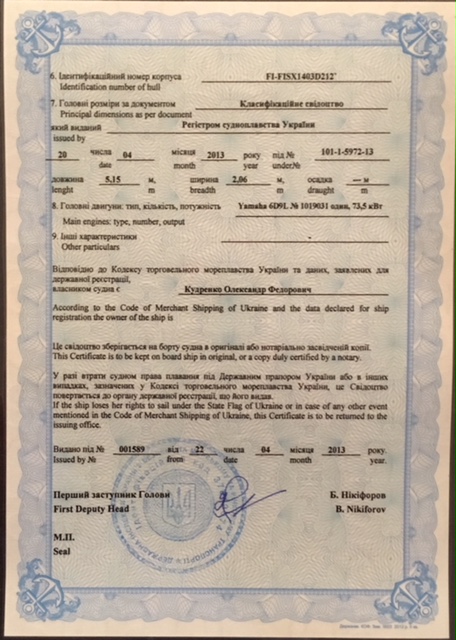 6. Ідентифікаційний номер корпуса FI-FISX1403D212
Identification number of hull
7. Головні розміри за документом Класифікаційне свідоцтво
Principal dimensions as per document
який виданий Регістром судноплавства України
issued by
20 числа 04 місяця 2013 року під № 101-1-5972-13
date month year under№
довжина 5,15 м, ширина 2,06 м, осадка --- м
lenght m breadth m draught m
8. Головні двигуни: тип, кількість, потужність Yamaha 6D9L № 1019031 один, 73,5 кВт
Main engines: type, number, output
9. Інші характеристики -
Other particulars
Відповідно до Кодексу торговельного мореплавства України та даних, заявлених для
державної реєстрації,
власником судна є Кудренко Олександр Федорович
According to the Code of Merchant Shipping of Ukraine and the data declared for ship
registration the owner of the ship is
Це свідоцтво зберігається на борту судна в оригіналі або нотаріально засвідченій копії.
This Certificate is to be kept on board ship in original, or a copy duly certified by a notary.
У разі втрати судном права плавання під Державним прапором України або в інших
випадках, зазначених у Кодексі торговельного мореплавства України, це Свідоцтво
повертається до органу державної реєстрації, що його видав.
If the ship loses her rights to sail under the State Flag of Ukraine or in case of any other event
mentioned in the Code of Merchant Shipping of Ukraine, this Certificate is to be returned to the
issuing office.
Видано під № 001589 від 22 числа 04 місяця 2013 року.
Issued by № from date month year.
Перший заступник Голови Б. Нікіфоров
First Deputy Head B. Nikiforov
М.П.
Seal